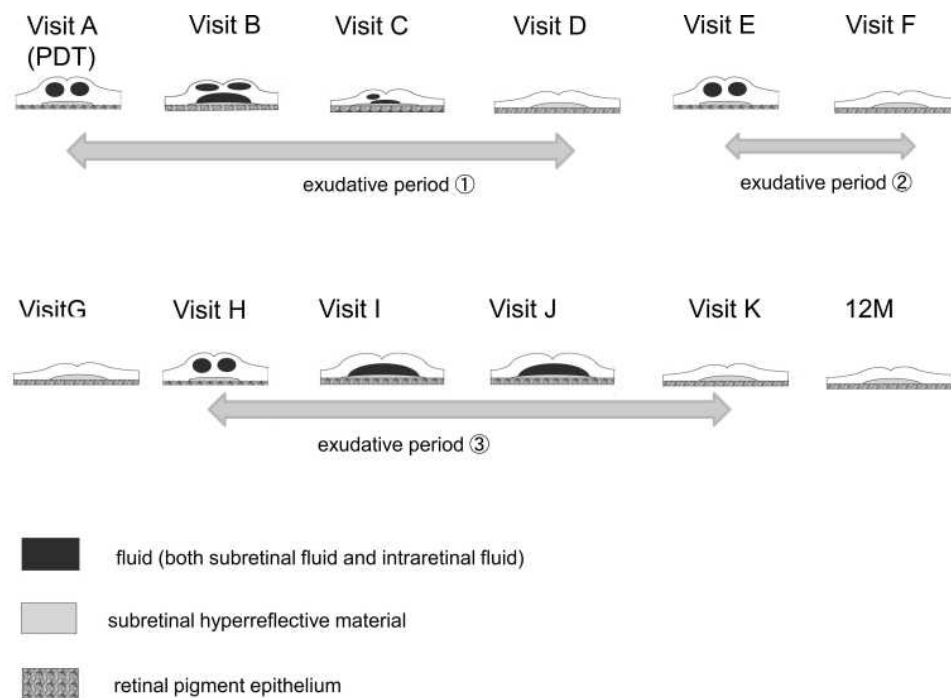 Visit A Visit B Visit C Visit D Visit E Visit F
(PDT)
exudative period ① exudative period ②
VisitG Visit H Visit I Visit J Visit K 12M
exudative period ③
fluid (both subretinal fluid and intraretinal fluid)
subretinal hyperreflective material
retinal pigment epithelium